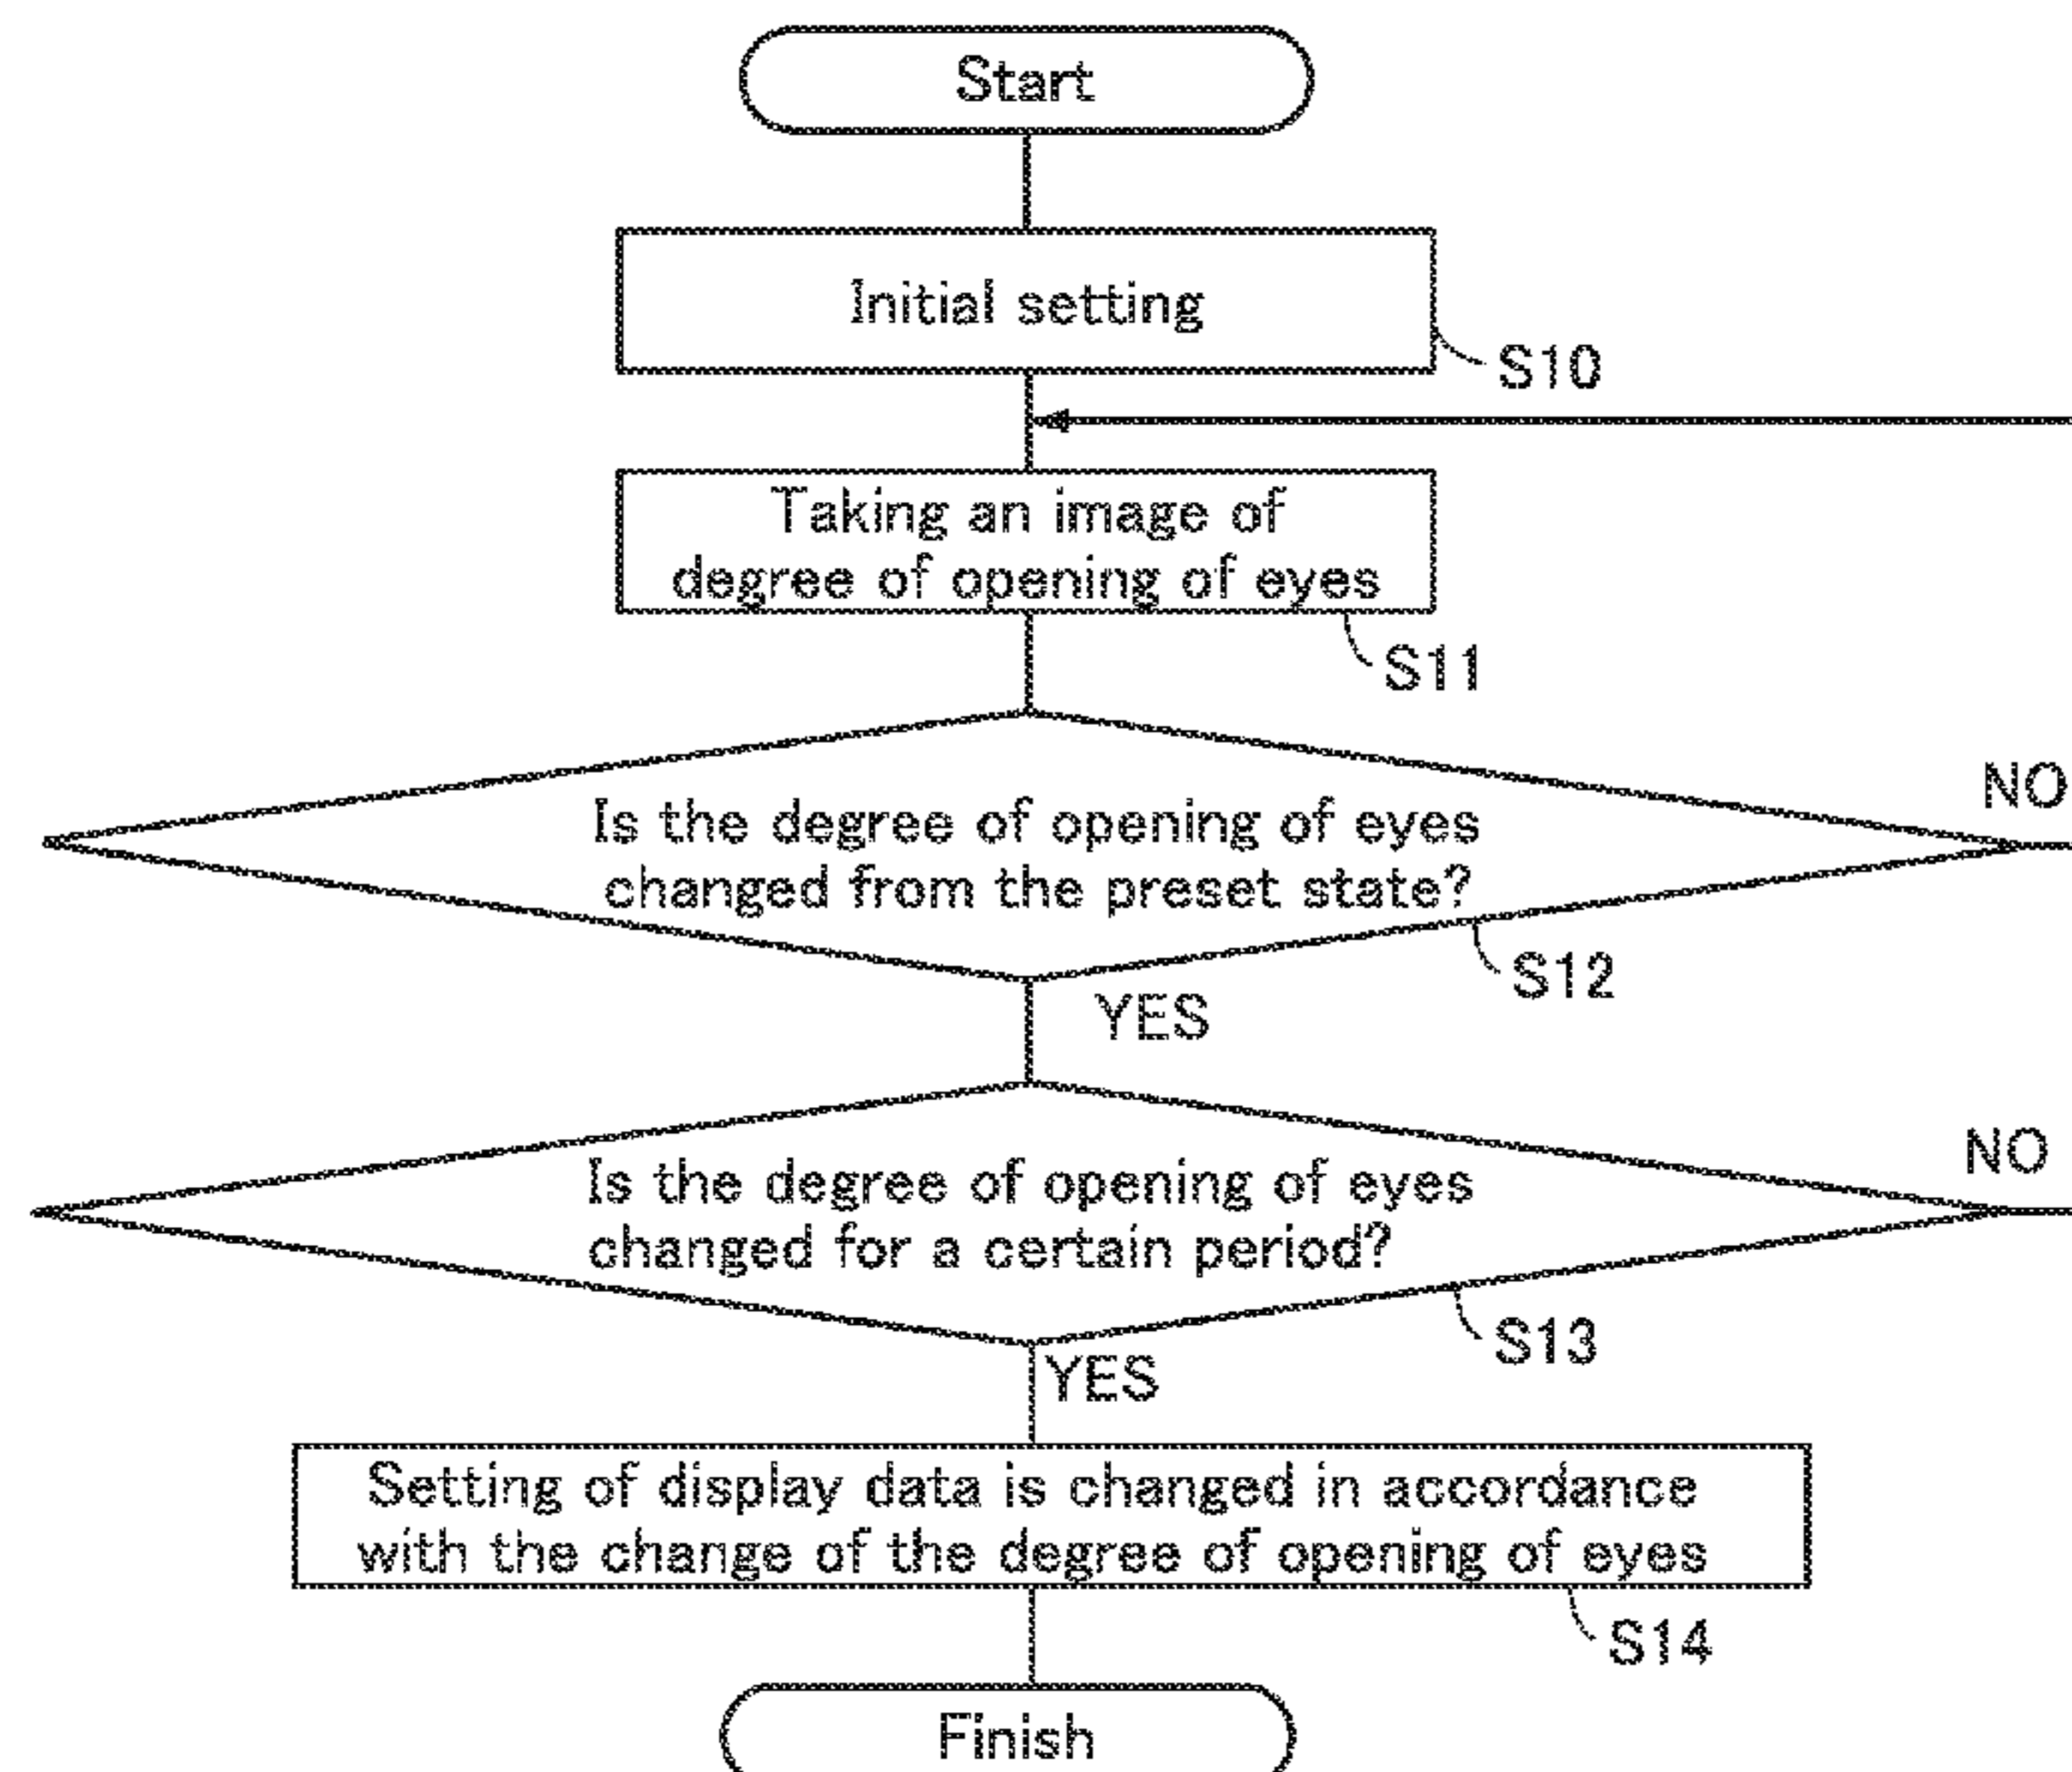 Start
Initial setting
S10
Taking an image of
degree of opening of eyes
S11
NO
Is the degree of opening of eyes
changed from the preset state?
S12
YES
NO
Is the degree of opening of eyes
changed for a certain period?
S13
YES
Setting of display data is changed in accordance
with the change of the degree of opening of eyes
S14
Finish